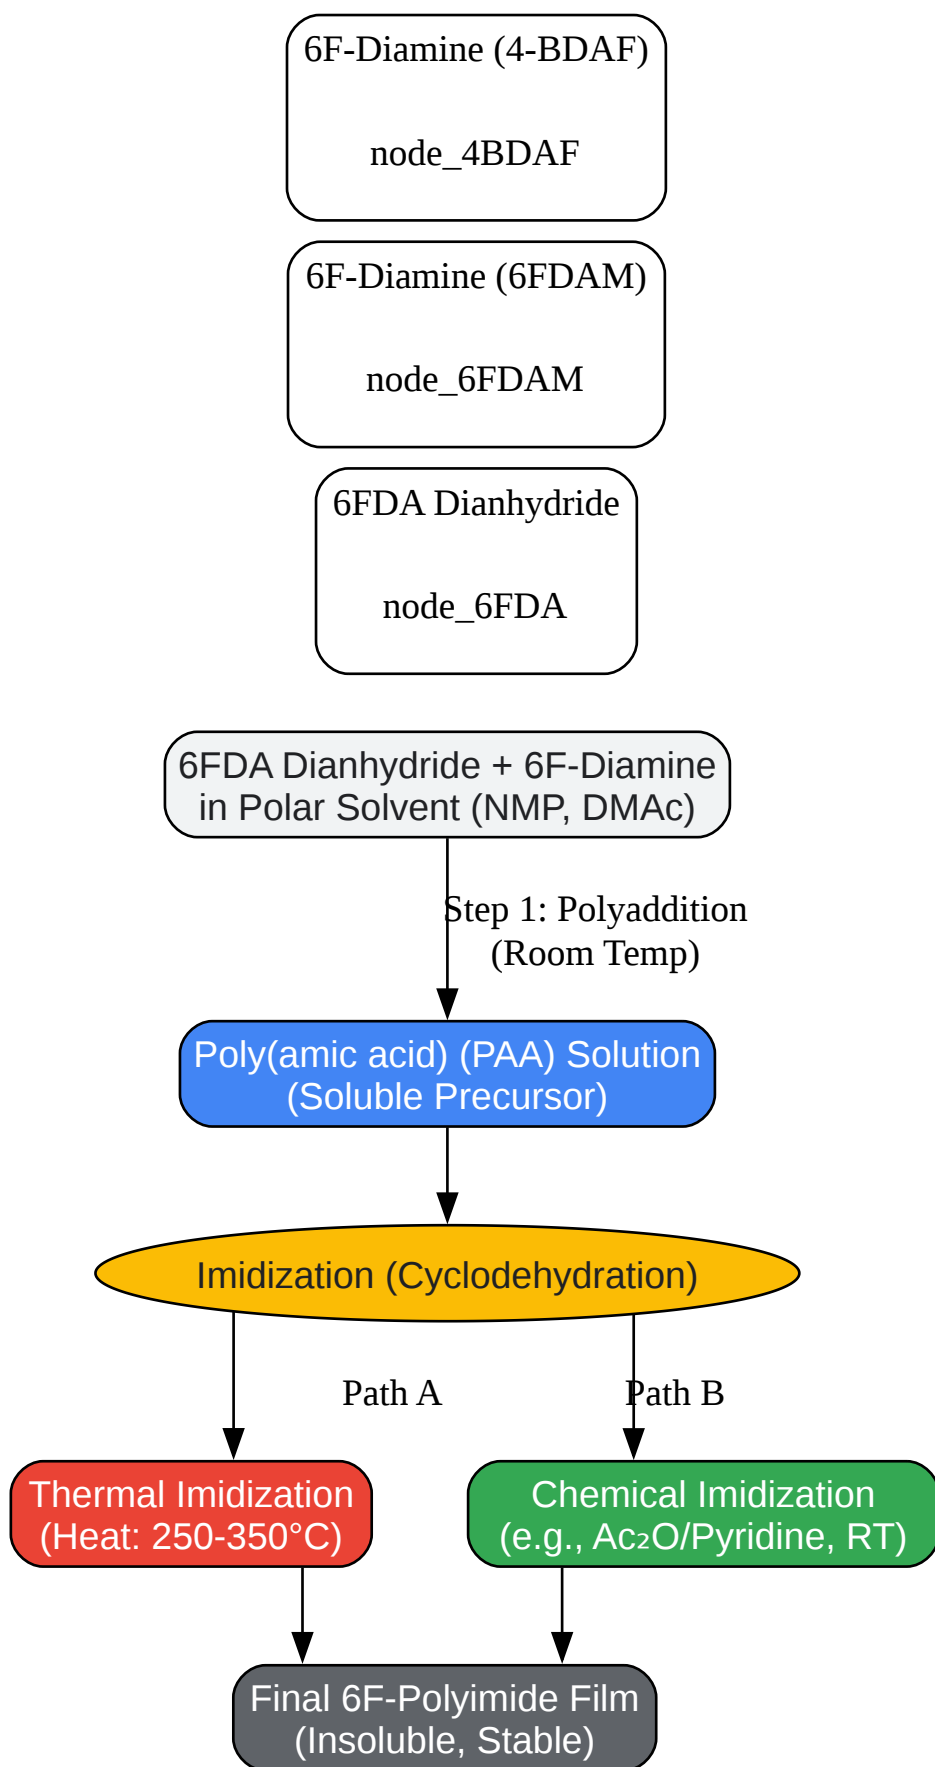 6F-Diamine (4-BDAF)
node_4BDAF
6F-Diamine (6FDAM)
node_6FDAM
6FDA Dianhydride
node_6FDA
6FDA Dianhydride + 6F-Diamine
in Polar Solvent (NMP, DMAc)
Step 1: Polyaddition
(Room Temp)
Poly(amic acid) (PAA) Solution
(Soluble Precursor)
Imidization (Cyclodehydration)
Path A
Path B
Thermal Imidization
(Heat: 250-350°C)
Chemical Imidization
(e.g., Ac₂O/Pyridine, RT)
Final 6F-Polyimide Film
(Insoluble, Stable)